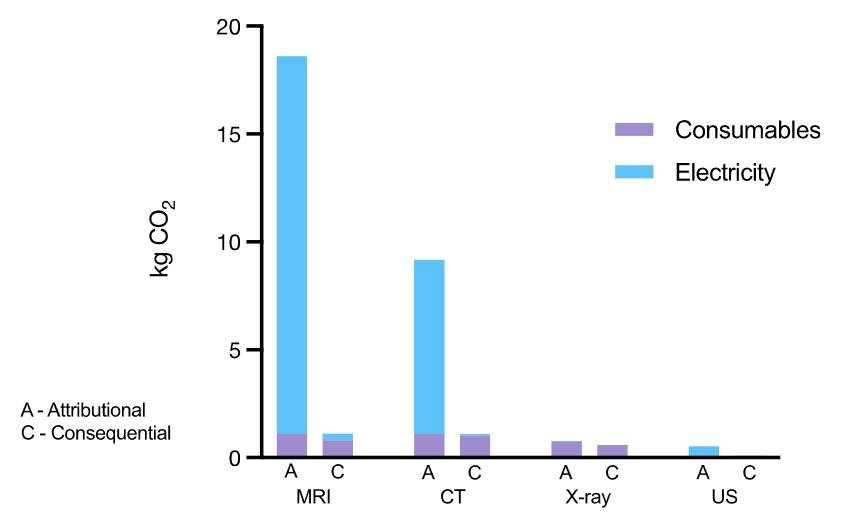 20
15
10
5
0
kg CO₂
Consumables
Electricity
A - Attributional
C - Consequential
A C A C A C A C
MRI CT X-ray US